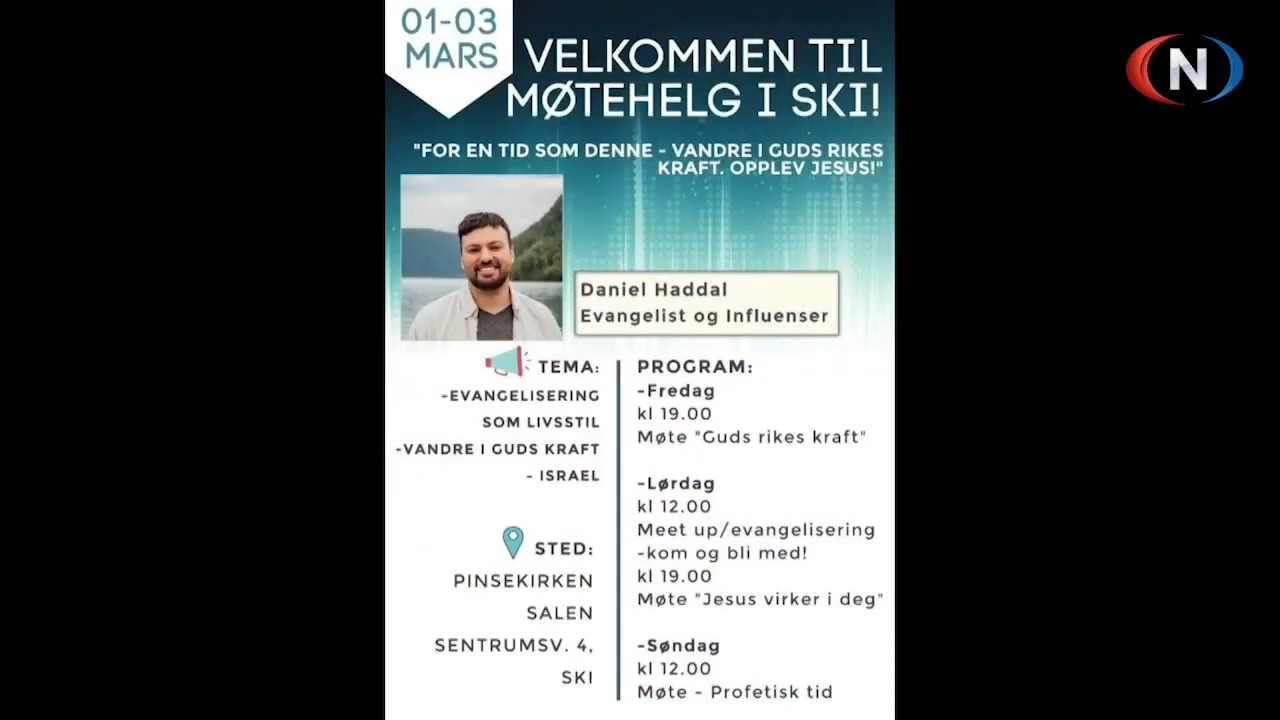 01-03
MARS
VELKOMMEN TIL
MØTEHELG I SKI!
"FOR EN TID SOM DENNE - VANDRE I GUDS RIKES
KRAFT. OPPLEV JESUS!"
Daniel Haddal
Evangelist og Influenser
TEMA:
-EVANGELISERING
SOM LIVSSTIL
-VANDRE I GUDS KRAFT
- ISRAEL
STED:
PINSEKIRKEN
SALEN
SENTRUMSV. 4,
SKI
PROGRAM:
-Fredag
kl 19.00
Møte "Guds rikes kraft"
-Lørdag
kl 12.00
Meet up/evangelisering
-kom og bli med!
kl 19.00
Møte "Jesus virker i deg"
-Søndag
kl 12.00
Møte - Profetisk tid
N